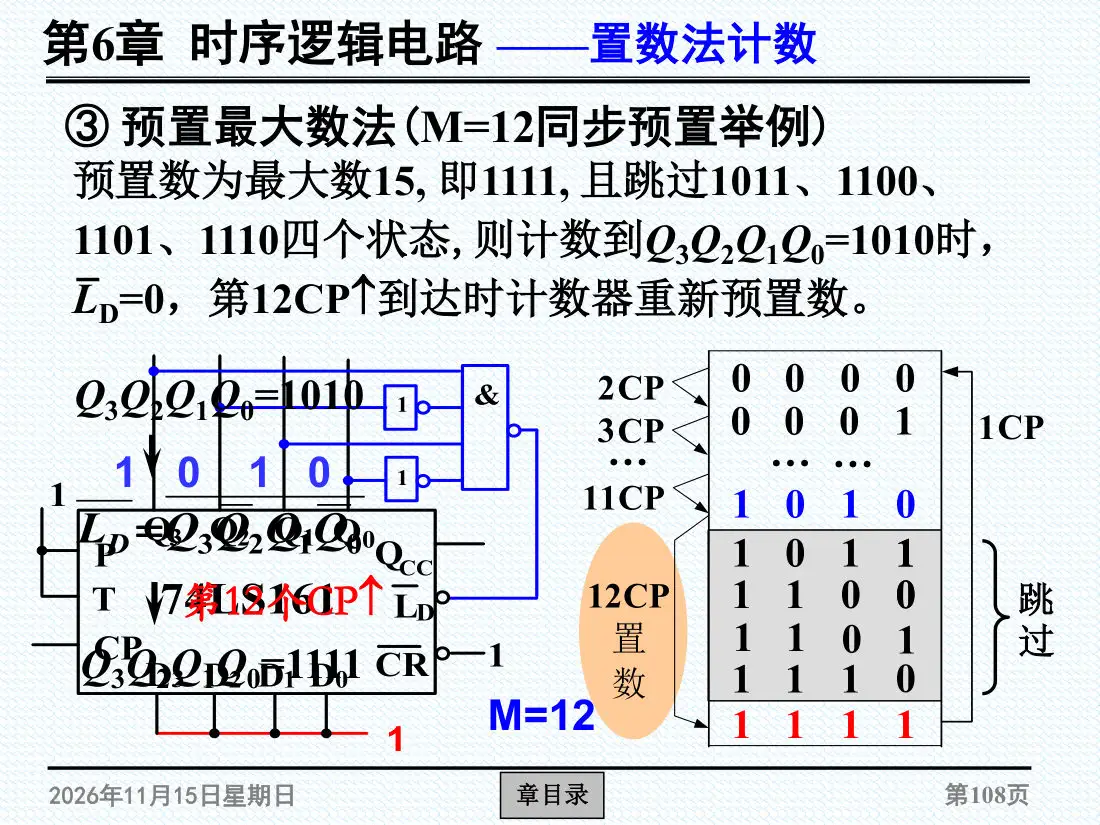 第6章 时序逻辑电路 ——置数法计数
③ 预置最大数法(M=12同步预置举例)
预置数为最大数15, 即1111, 且跳过1011、1100、
1101、1110四个状态, 则计数到Q3Q2Q1Q0=1010时，
L̅D=0，第12CP↑到达时计数器重新预置数。
Q3Q2Q1Q0=1010
1 0 1 0
1
1
&
1
L̅D = Q3Q̅2Q1Q̅0
Q3 Q2 Q1 Q0
P
QCC
T
74LS161
第12个CP↑
L̅D
CP
Q3Q2Q1Q0=1111
D3 D2 D1 D0
C̅R̅
1
1
M=12
2CP
3CP
…
11CP
12CP
置
数
0 0 0 0
0 0 0 1
… …
1 0 1 0
1 0 1 1
1 1 0 0
1 1 0 1
1 1 1 0
1 1 1 1
1CP
跳
过
2026年11月15日星期日
章目录
第108页